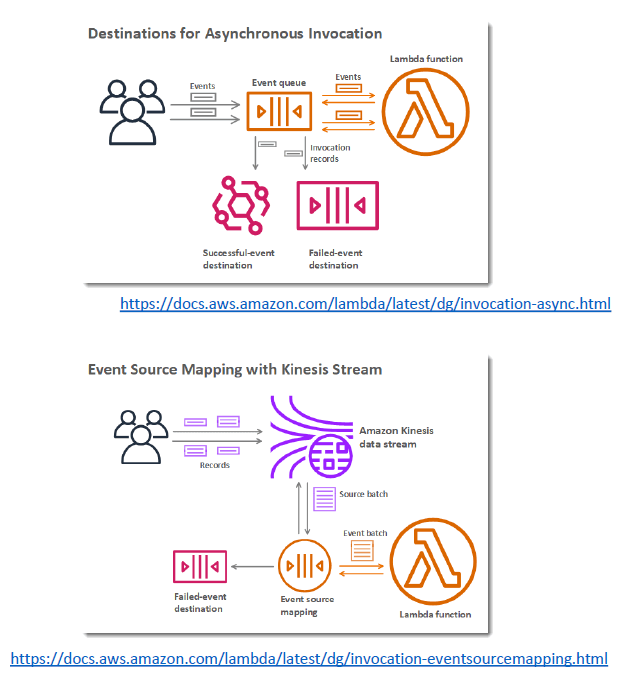 Destinations for Asynchronous Invocation
Lambda function
Events
Event queue
Events
Invocation
records
Successful-event
destination
Failed-event
destination
https://docs.aws.amazon.com/lambda/latest/dg/invocation-async.html
Event Source Mapping with Kinesis Stream
Amazon Kinesis
data stream
Records
Source batch
Event batch
Failed-event
destination
Event source
mapping
Lambda function
https://docs.aws.amazon.com/lambda/latest/dg/invocation-eventsourcemapping.html